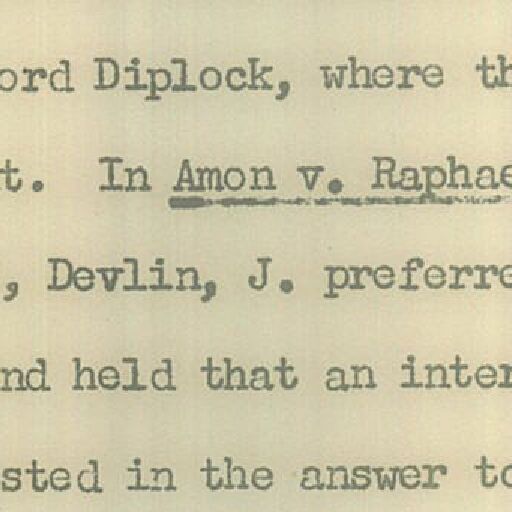 ord Diplock, where th
t. In Amon v. Raphae
, Devlin, J. preferre
nd held that an inter
sted in the answer to